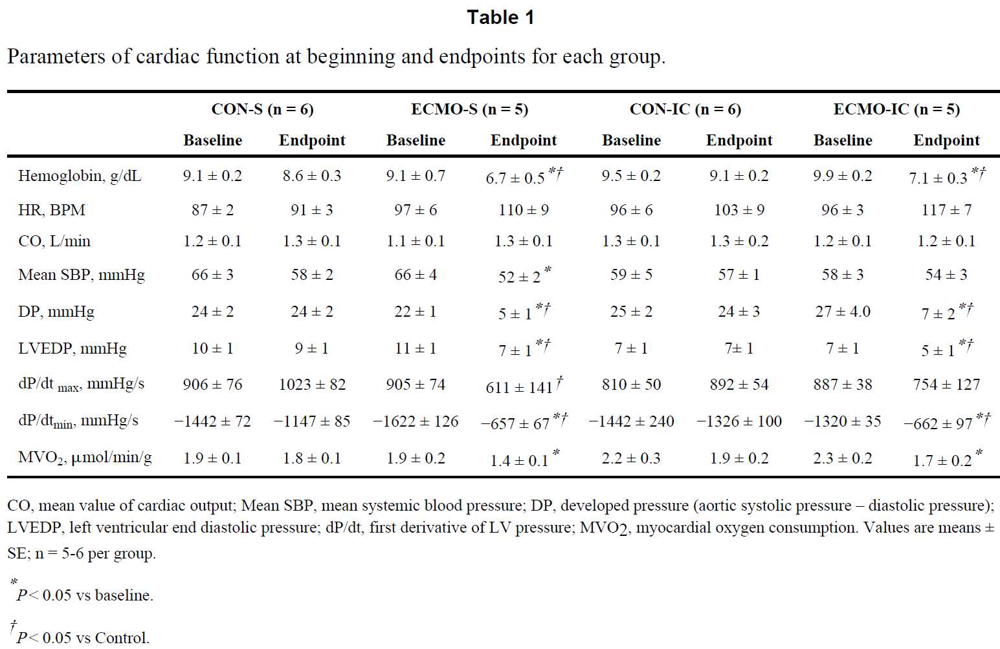 Table 1
Parameters of cardiac function at beginning and endpoints for each group.
CON-S (n = 6) ECMO-S (n = 5) CON-IC (n = 6) ECMO-IC (n = 5)
Baseline Endpoint Baseline Endpoint Baseline Endpoint Baseline Endpoint
Hemoglobin, g/dL 9.1 ± 0.2 8.6 ± 0.3 9.1 ± 0.7 6.7 ± 0.5*† 9.5 ± 0.2 9.1 ± 0.2 9.9 ± 0.2 7.1 ± 0.3*†
HR, BPM 87 ± 2 91 ± 3 97 ± 6 110 ± 9 96 ± 6 103 ± 9 96 ± 3 117 ± 7
CO, L/min 1.2 ± 0.1 1.3 ± 0.1 1.1 ± 0.1 1.3 ± 0.1 1.3 ± 0.1 1.3 ± 0.2 1.2 ± 0.1 1.2 ± 0.1
Mean SBP, mmHg 66 ± 3 58 ± 2 66 ± 4 52 ± 2* 59 ± 5 57 ± 1 58 ± 3 54 ± 3
DP, mmHg 24 ± 2 24 ± 2 22 ± 1 5 ± 1*† 25 ± 2 24 ± 3 27 ± 4.0 7 ± 2*†
LVEDP, mmHg 10 ± 1 9 ± 1 11 ± 1 7 ± 1*† 7 ± 1 7± 1 7 ± 1 5 ± 1*†
dP/dt max, mmHg/s 906 ± 76 1023 ± 82 905 ± 74 611 ± 141† 810 ± 50 892 ± 54 887 ± 38 754 ± 127
dP/dtmin, mmHg/s −1442 ± 72 −1147 ± 85 −1622 ± 126 −657 ± 67*† −1442 ± 240 −1326 ± 100 −1320 ± 35 −662 ± 97*†
MVO2, μmol/min/g 1.9 ± 0.1 1.8 ± 0.1 1.9 ± 0.2 1.4 ± 0.1* 2.2 ± 0.3 1.9 ± 0.2 2.3 ± 0.2 1.7 ± 0.2*
CO, mean value of cardiac output; Mean SBP, mean systemic blood pressure; DP, developed pressure (aortic systolic pressure – diastolic pressure);
LVEDP, left ventricular end diastolic pressure; dP/dt, first derivative of LV pressure; MVO2, myocardial oxygen consumption. Values are means ±
SE; n = 5-6 per group.
*P< 0.05 vs baseline.
†P< 0.05 vs Control.